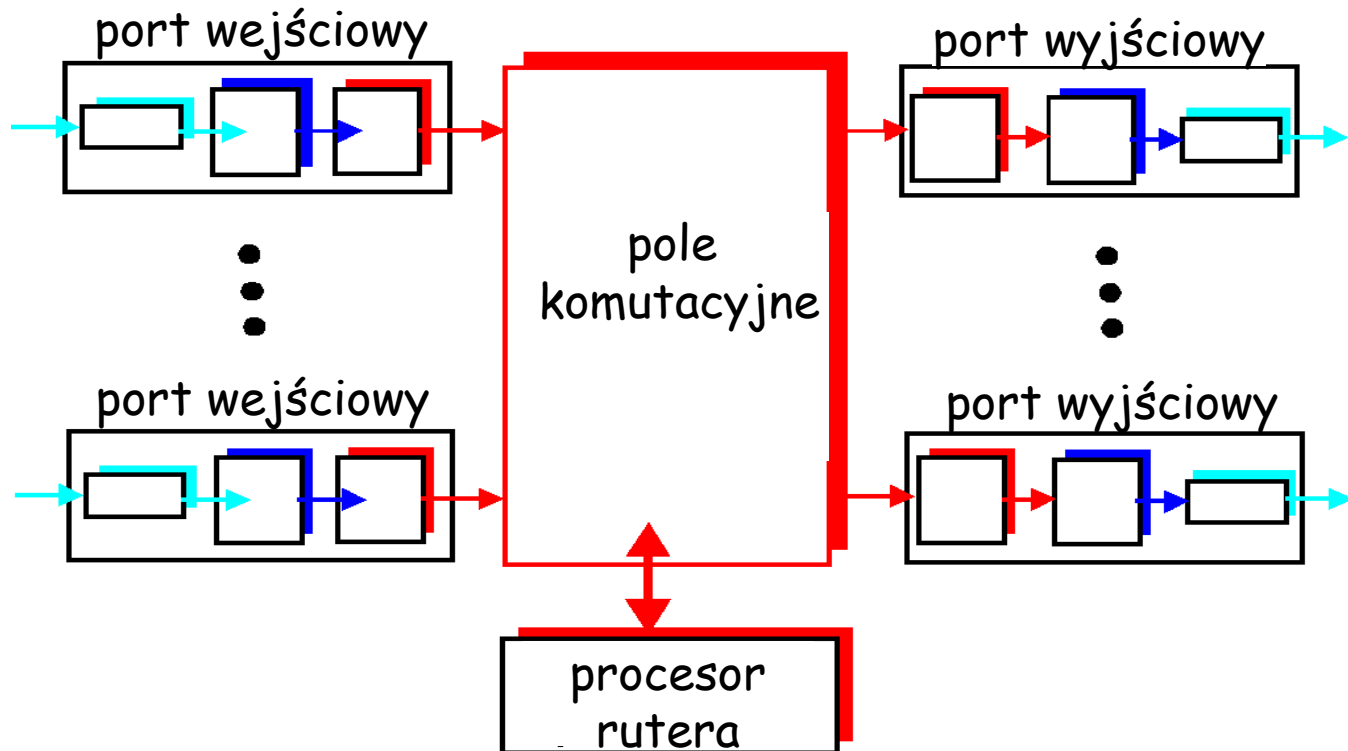 port wejściowy
port wyjściowy
pole
komutacyjne
port wejściowy
port wyjściowy
procesor
rutera